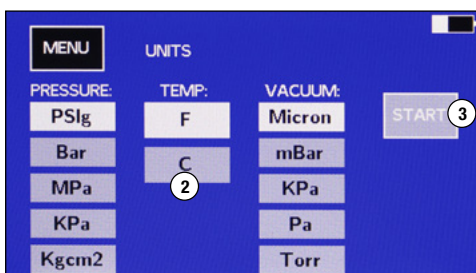 MENU UNITS
PRESSURE: TEMP: VACUUM:
PSIg F Micron START 3
Bar C mBar
2
MPa KPa
KPa Pa
Kgcm2 Torr